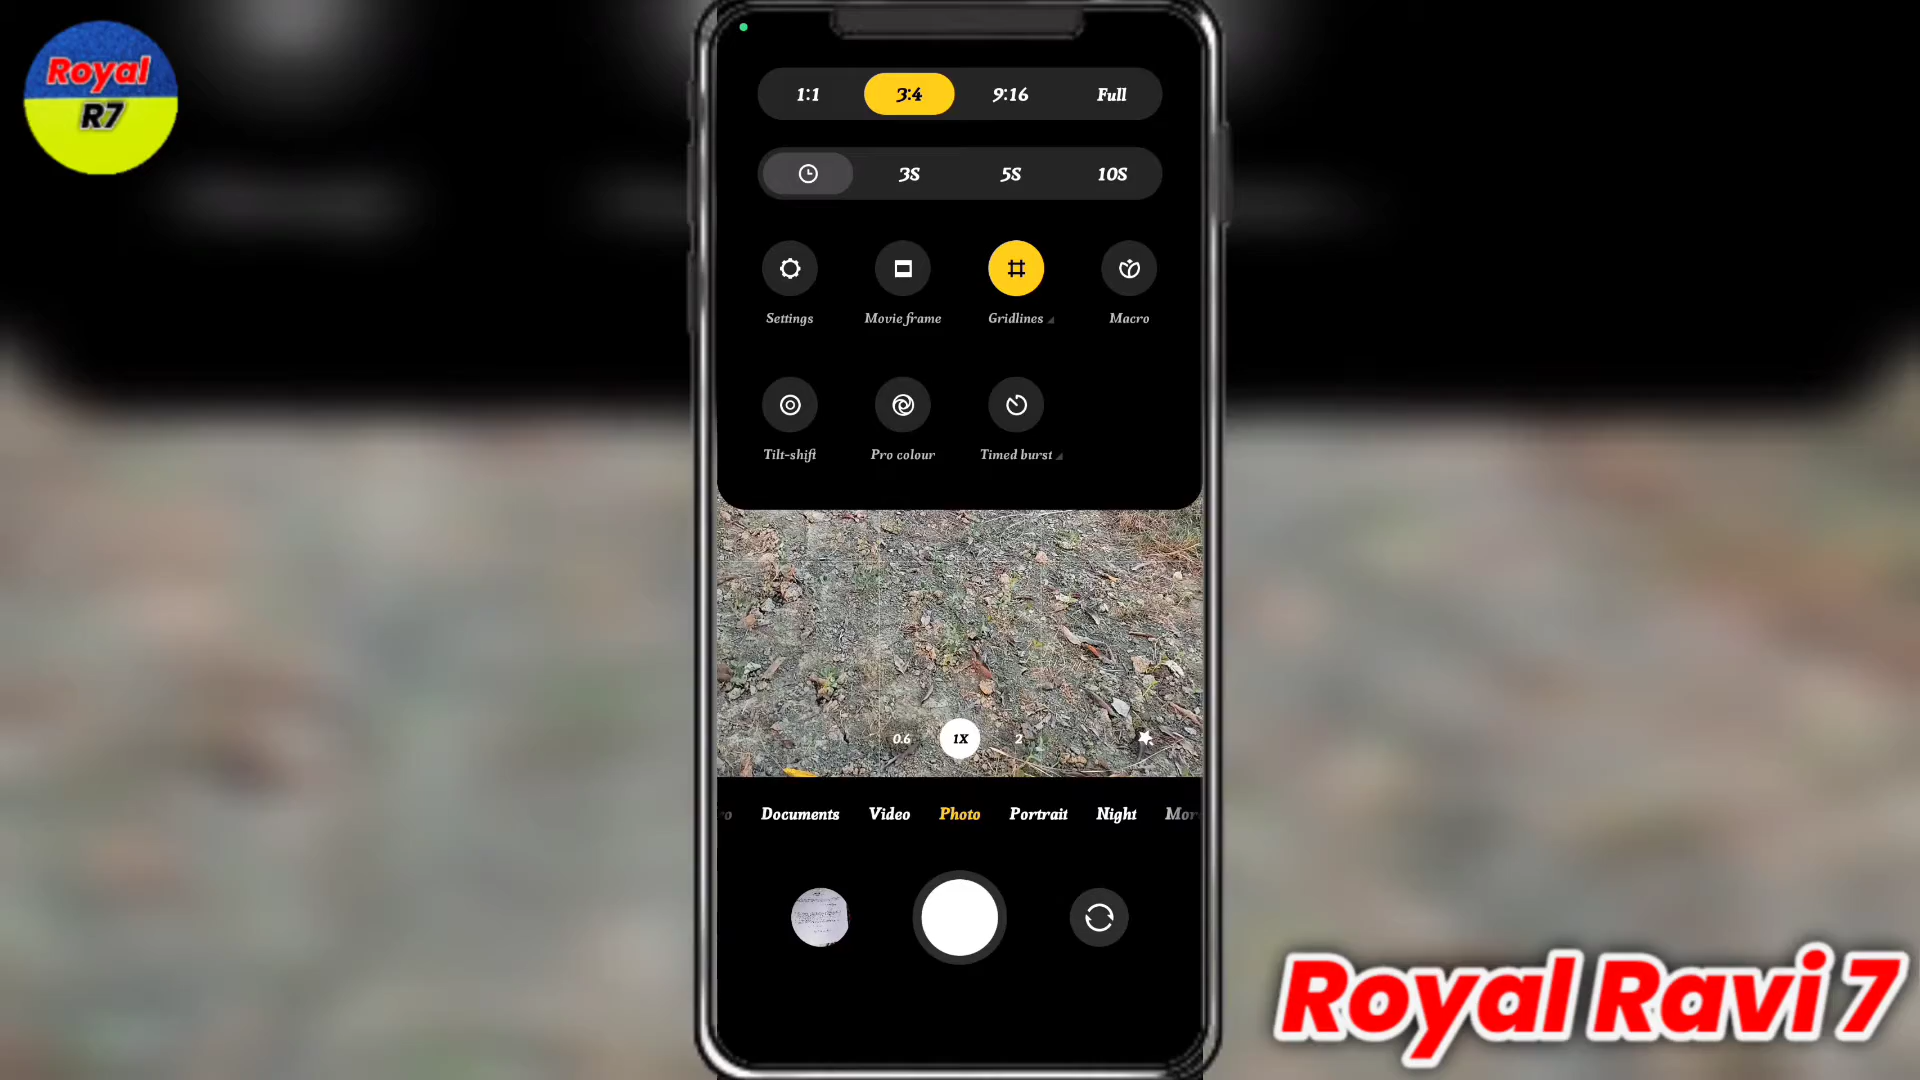 Royal
R7
1:1 3:4 9:16 Full
3S 5S 10S
Settings Movie frame Gridlines Macro
Tilt-shift Pro colour Timed burst
0.6 1X 2
Documents Video Photo Portrait Night
Royal Ravi 7